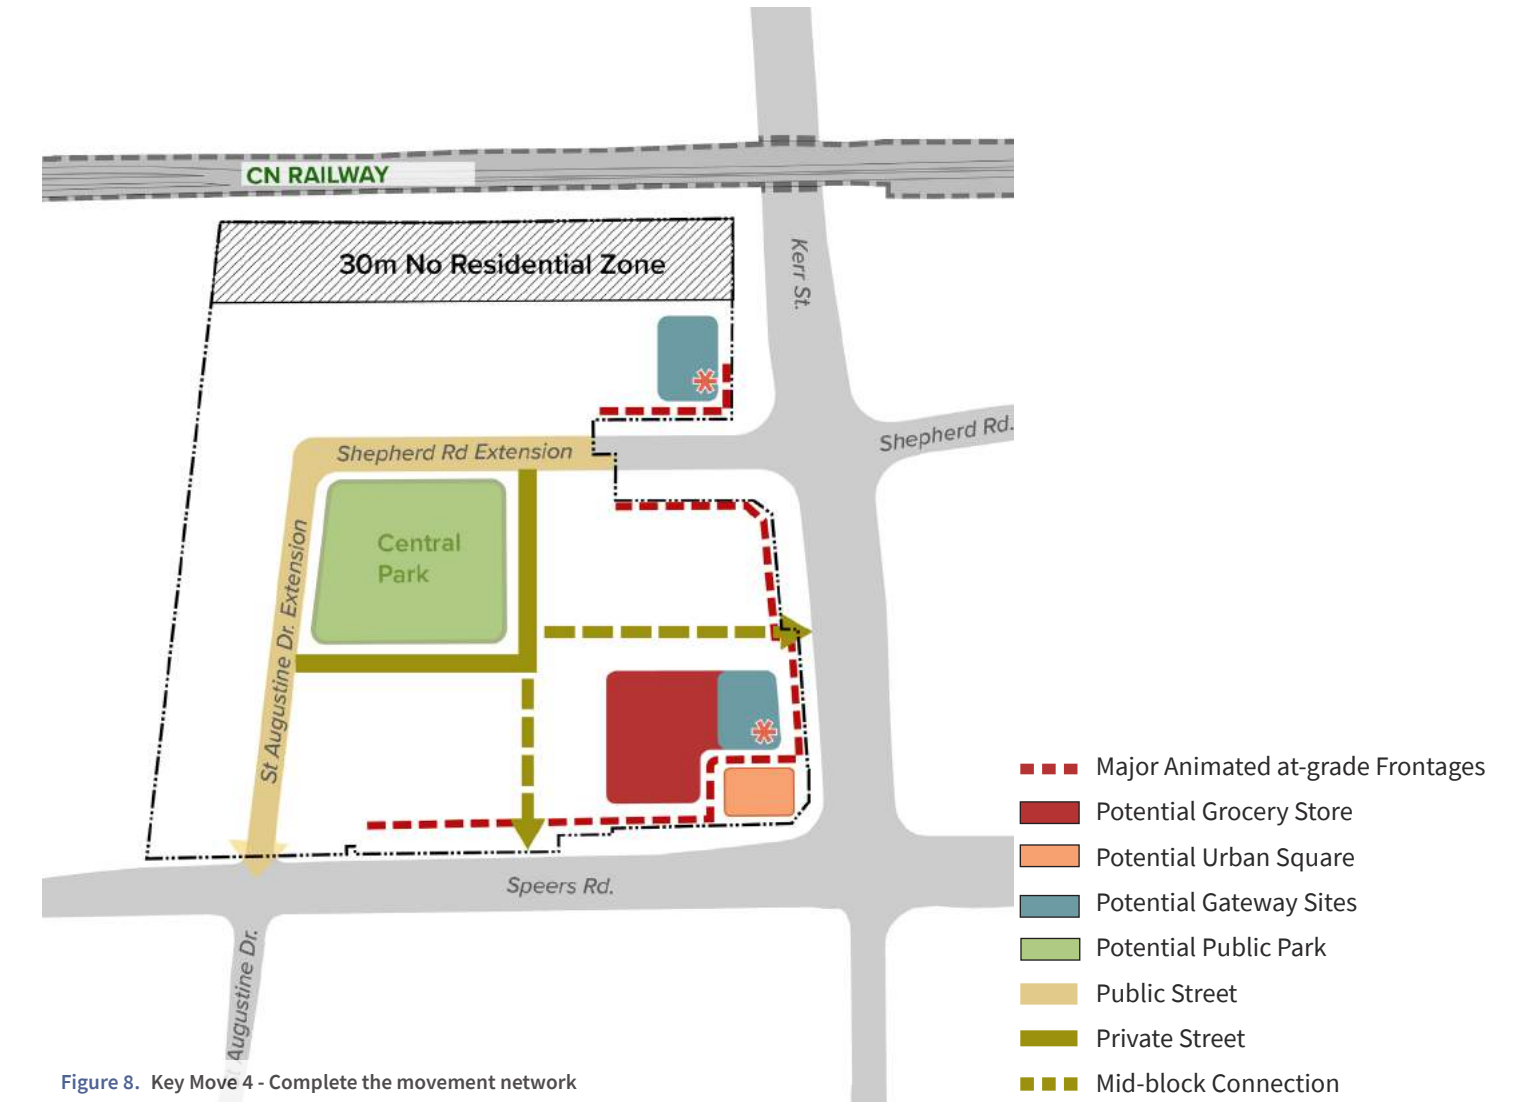 CN RAILWAY
30m No Residential Zone
Kerr St.
Shepherd Rd.
Shepherd Rd Extension
Central
Park
St Augustine Dr. Extension
Major Animated at-grade Frontages
Potential Grocery Store
Potential Urban Square
Speers Rd.
Potential Gateway Sites
Potential Public Park
Augustine Dr.
Public Street
Private Street
Figure 8. Key Move 4 - Complete the movement network
Mid-block Connection